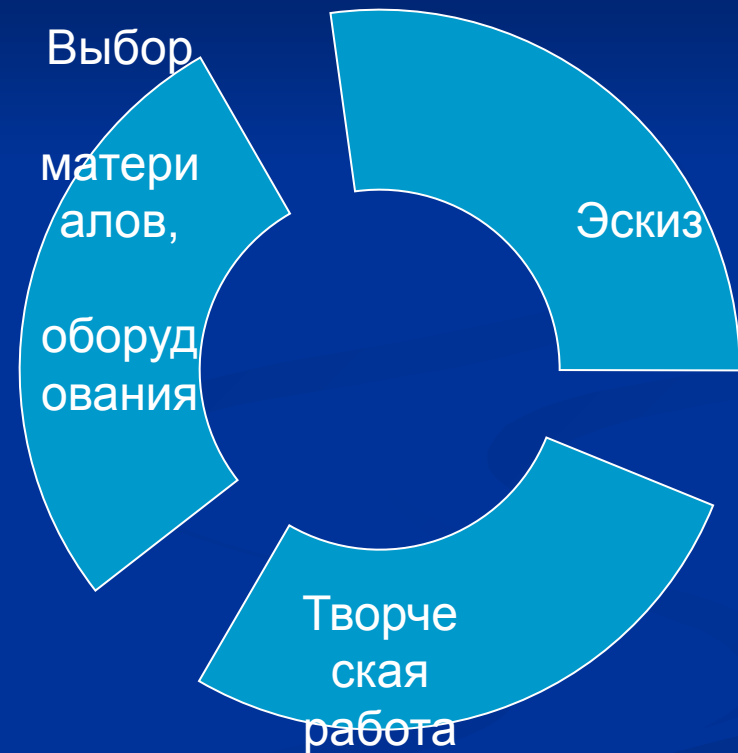 Выбор
матери
алов,
оборуд
ования
Эскиз
Творче
ская
работа